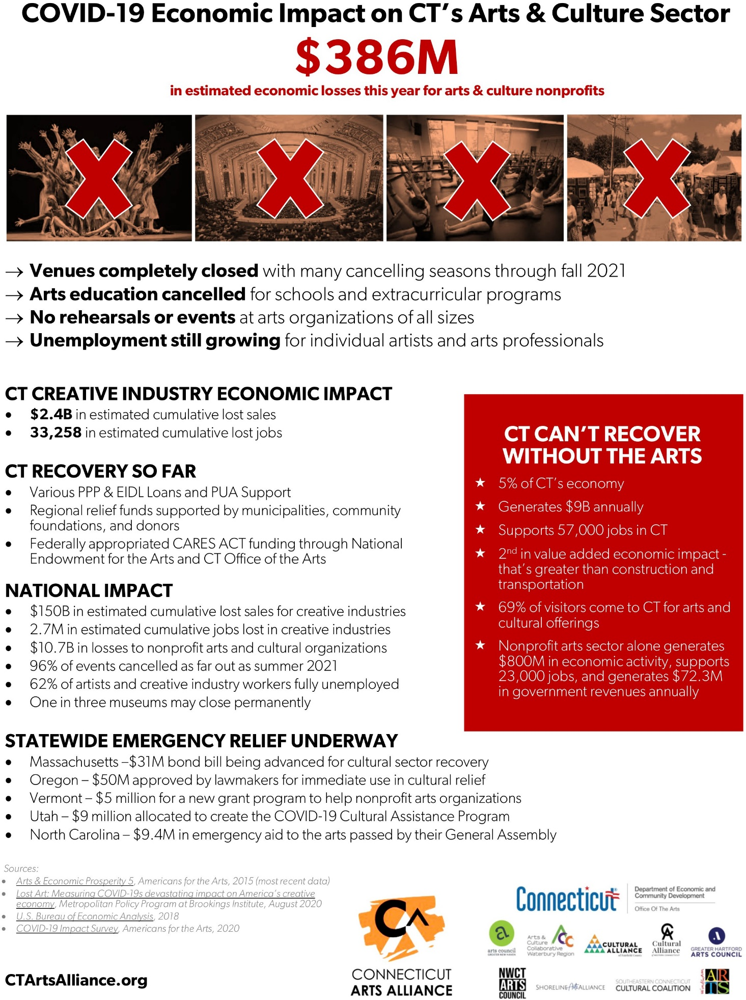 COVID-19 Economic Impact on CT's Arts & Culture Sector
$386M
in estimated economic losses this year for arts & culture nonprofits
→ Venues completely closed with many cancelling seasons through fall 2021
→ Arts education cancelled for schools and extracurricular programs
→ No rehearsals or events at arts organizations of all sizes
→ Unemployment still growing for individual artists and arts professionals
CT CREATIVE INDUSTRY ECONOMIC IMPACT
• $2.4B in estimated cumulative lost sales
• 33,258 in estimated cumulative lost jobs
CT RECOVERY SO FAR
• Various PPP & EIDL Loans and PUA Support
• Regional relief funds supported by municipalities, community
foundations, and donors
• Federally appropriated CARES ACT funding through National
Endowment for the Arts and CT Office of the Arts
NATIONAL IMPACT
• $150B in estimated cumulative lost sales for creative industries
• 2.7M in estimated cumulative jobs lost in creative industries
• $10.7B in losses to nonprofit arts and cultural organizations
• 96% of events cancelled as far out as summer 2021
• 62% of artists and creative industry workers fully unemployed
• One in three museums may close permanently
CT CAN'T RECOVER
WITHOUT THE ARTS
★ 5% of CT's economy
★ Generates $9B annually
★ Supports 57,000 jobs in CT
★ 2nd in value added economic impact -
that's greater than construction and
transportation
★ 69% of visitors come to CT for arts and
cultural offerings
★ Nonprofit arts sector alone generates
$800M in economic activity, supports
23,000 jobs, and generates $72.3M
in government revenues annually
STATEWIDE EMERGENCY RELIEF UNDERWAY
• Massachusetts –$31M bond bill being advanced for cultural sector recovery
• Oregon – $50M approved by lawmakers for immediate use in cultural relief
• Vermont – $5 million for a new grant program to help nonprofit arts organizations
• Utah – $9 million allocated to create the COVID-19 Cultural Assistance Program
• North Carolina – $9.4M in emergency aid to the arts passed by their General Assembly
Sources:
• Arts & Economic Prosperity 5, Americans for the Arts, 2015 (most recent data)
• Lost Art: Measuring COVID-19s devastating impact on America's creative
economy, Metropolitan Policy Program at Brookings Institute, August 2020
• U.S. Bureau of Economic Analysis, 2018
• COVID-19 Impact Survey, Americans for the Arts, 2020
CTArtsAlliance.org
CA
CONNECTICUT
ARTS ALLIANCE
Connecticut
Department of Economic and
Community Development
Office Of The Arts
a
arts council
GREATER NEW HAVEN
Arts &
Culture
Collaborative
Waterbury Region
ACC
CULTURAL
ALLIANCE
of Fairfield County
CA
Cultural
Alliance
of WESTERN CONNECTICUT
A
GREATER HARTFORD
ARTS COUNCIL
NWCT
ARTS
COUNCIL
SHORELINE Arts ALLIANCE
SOUTHEASTERN CONNECTICUT
CULTURAL COALITION
windham
ARTS